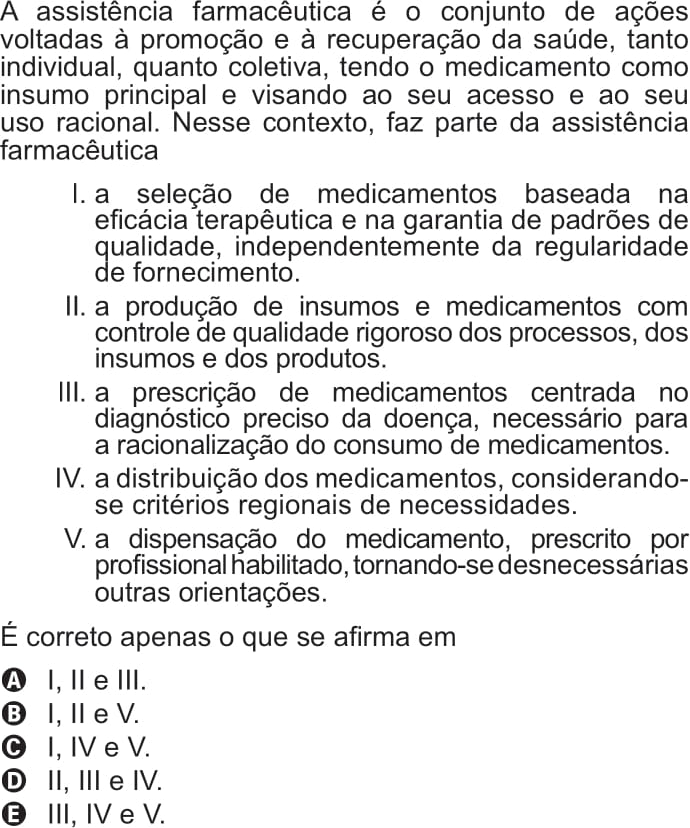 A assistência farmacêutica é o conjunto de ações
voltadas à promoção e à recuperação da saúde, tanto
individual, quanto coletiva, tendo o medicamento como
insumo principal e visando ao seu acesso e ao seu
uso racional. Nesse contexto, faz parte da assistência
farmacêutica
I. a seleção de medicamentos baseada na
eficácia terapêutica e na garantia de padrões de
qualidade, independentemente da regularidade
de fornecimento.
II. a produção de insumos e medicamentos com
controle de qualidade rigoroso dos processos, dos
insumos e dos produtos.
III. a prescrição de medicamentos centrada no
diagnóstico preciso da doença, necessário para
a racionalização do consumo de medicamentos.
IV. a distribuição dos medicamentos, considerando-
se critérios regionais de necessidades.
V. a dispensação do medicamento, prescrito por
profissional habilitado, tornando-se desnecessárias
outras orientações.
É correto apenas o que se afirma em
A I, II e III.
B I, II e V.
C I, IV e V.
D II, III e IV.
E III, IV e V.